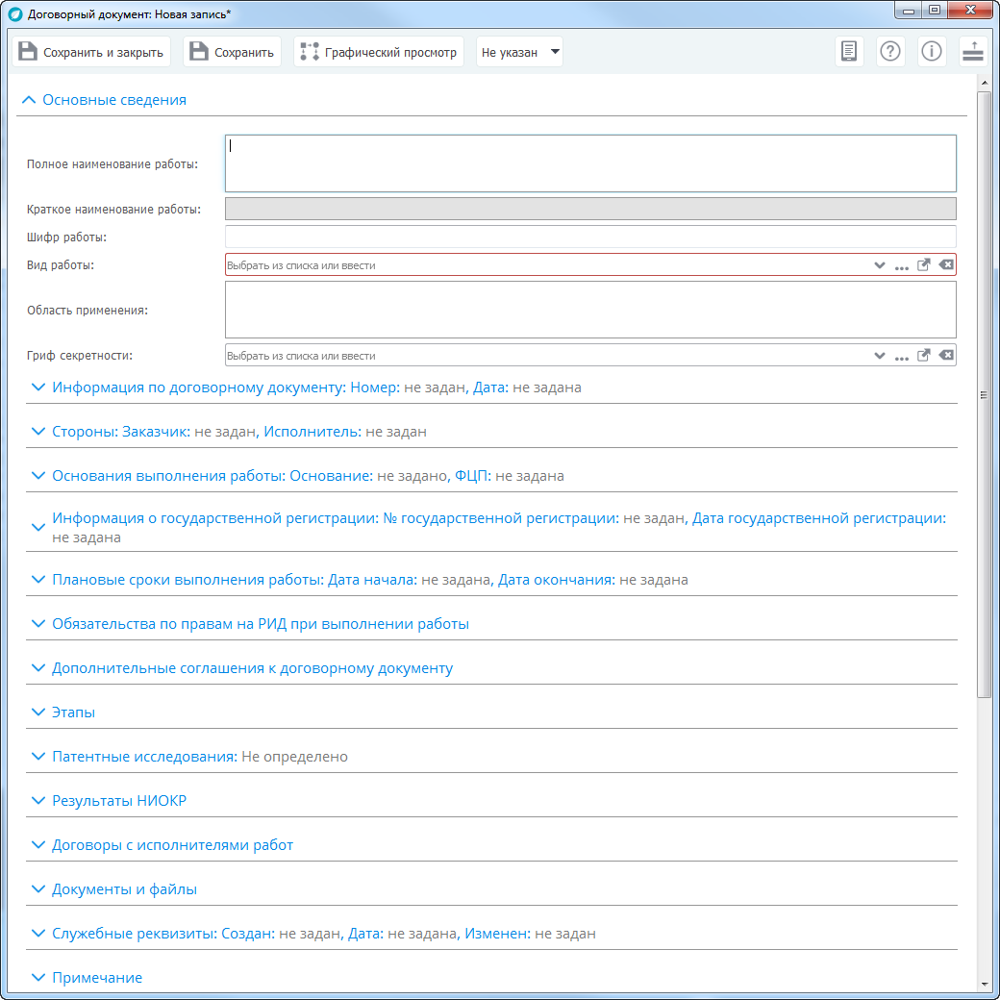 Договорный документ: Новая запись*
Сохранить и закрыть Сохранить Графический просмотр Не указан
Основные сведения
Полное наименование работы:
Краткое наименование работы:
Шифр работы:
Вид работы: Выбрать из списка или ввести
Область применения:
Гриф секретности: Выбрать из списка или ввести
Информация по договорному документу: Номер: не задан, Дата: не задана
Стороны: Заказчик: не задан, Исполнитель: не задан
Основания выполнения работы: Основание: не задано, ФЦП: не задана
Информация о государственной регистрации: № государственной регистрации: не задан, Дата государственной регистрации:
не задана
Плановые сроки выполнения работы: Дата начала: не задана, Дата окончания: не задана
Обязательства по правам на РИД при выполнении работы
Дополнительные соглашения к договорному документу
Этапы
Патентные исследования: Не определено
Результаты НИОКР
Договоры с исполнителями работ
Документы и файлы
Служебные реквизиты: Создан: не задан, Дата: не задана, Изменен: не задан
Примечание